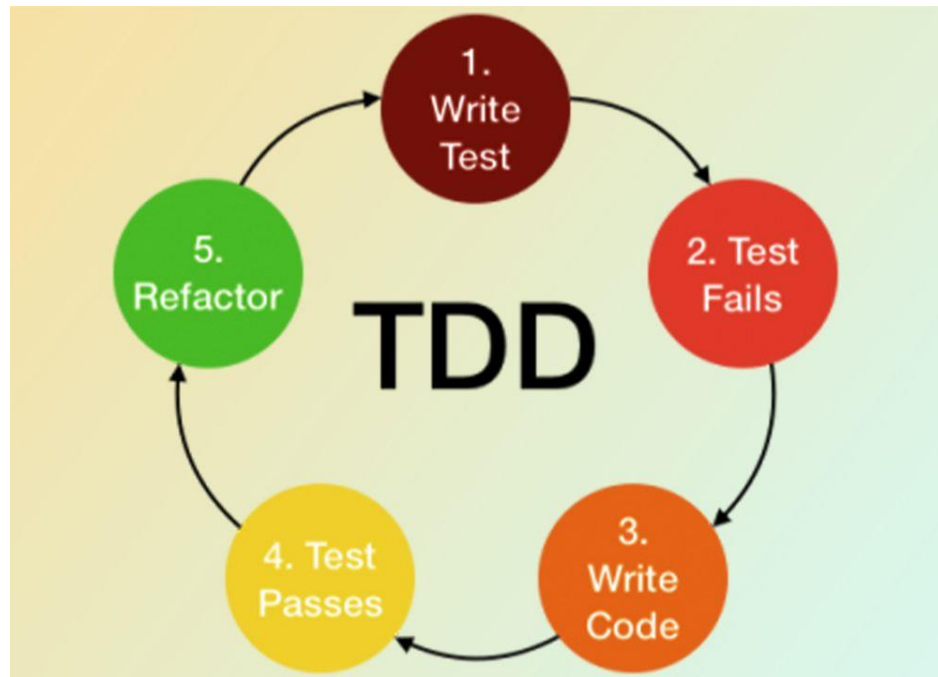 1.
Write
Test
2. Test
Fails
3.
Write
Code
4. Test
Passes
5.
Refactor
TDD